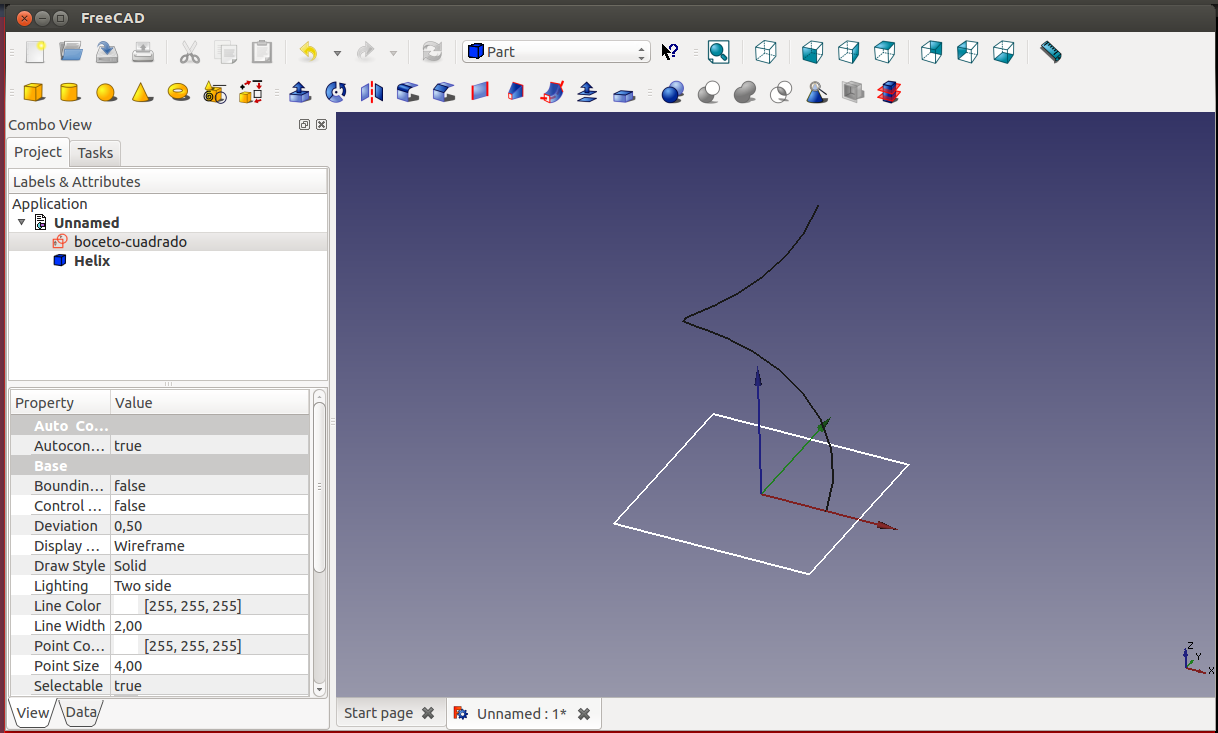 FreeCAD
Part
Combo View
Project Tasks
Labels & Attributes
Application
Unnamed
boceto-cuadrado
Helix
Property Value
Auto Co...
Autocon... true
Base
Boundin... false
Control ... false
Deviation 0,50
Display ... Wireframe
Draw Style Solid
Lighting Two side
Line Color [255, 255, 255]
Line Width 2,00
Point Co... [255, 255, 255]
Point Size 4,00
Selectable true
View Data
Start page Unnamed : 1*
Z
Y
X